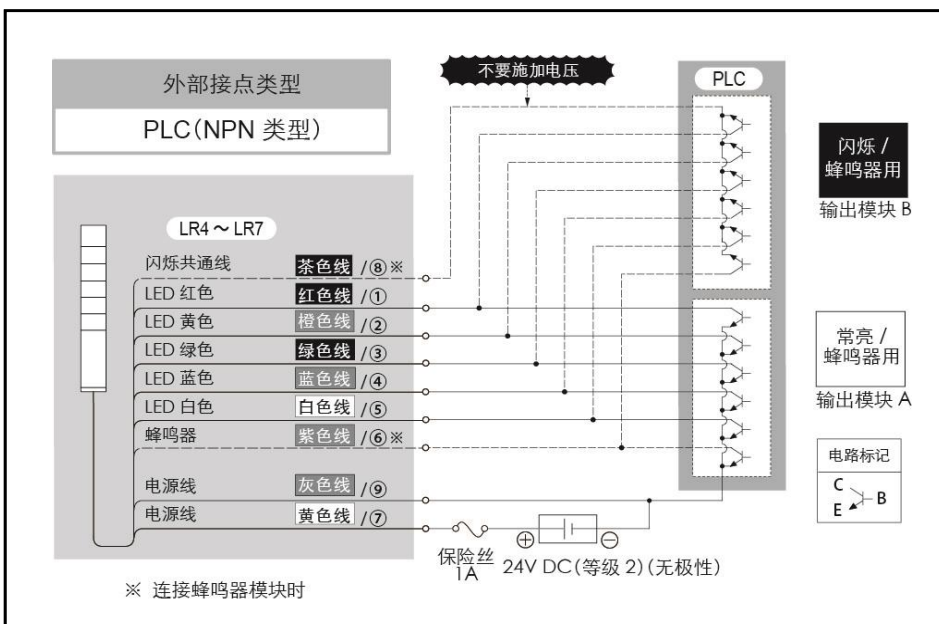 外部接点类型
PLC(NPN 类型)
不要施加电压
PLC
闪烁 /
蜂鸣器用
输出模块 B
LR4 ～ LR7
闪烁共通线 茶色线 /⑧※
LED 红色 红色线 /①
LED 黄色 橙色线 /②
LED 绿色 绿色线 /③
LED 蓝色 蓝色线 /④
LED 白色 白色线 /⑤
蜂鸣器 紫色线 /⑥※
电源线 灰色线 /⑨
电源线 黄色线 /⑦
常亮 /
蜂鸣器用
输出模块 A
电路标记
C
B
E
保险丝
1A
⊕ ⊖
24V DC(等级 2)(无极性)
※ 连接蜂鸣器模块时